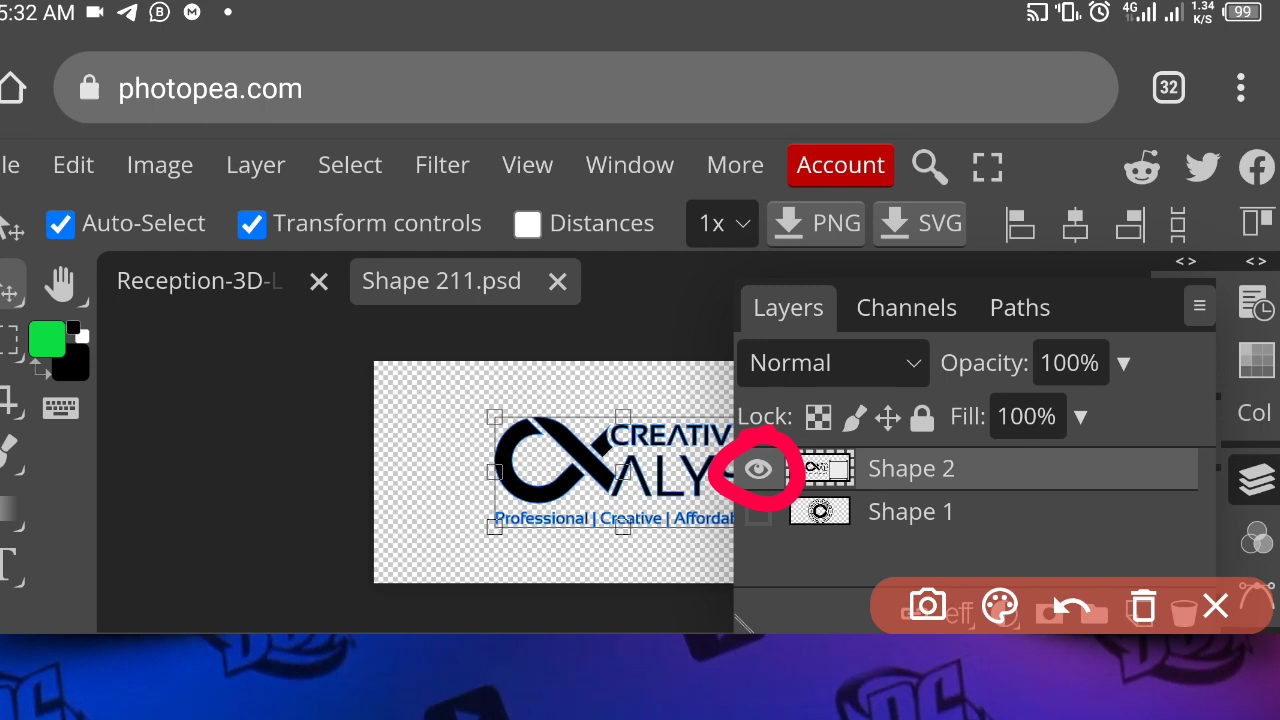 5:32 AM
4G
1.34
K/S
99
photopea.com
32
le Edit Image Layer Select Filter View Window More Account
Auto-Select Transform controls Distances 1x PNG SVG
Reception-3D-L Shape 211.psd
< > < >
Layers Channels Paths
Normal Opacity: 100%
Lock: Fill: 100%
Col
CREATIV
ALY
Professional | Creative | Affordab
Shape 2
Shape 1
eff
T